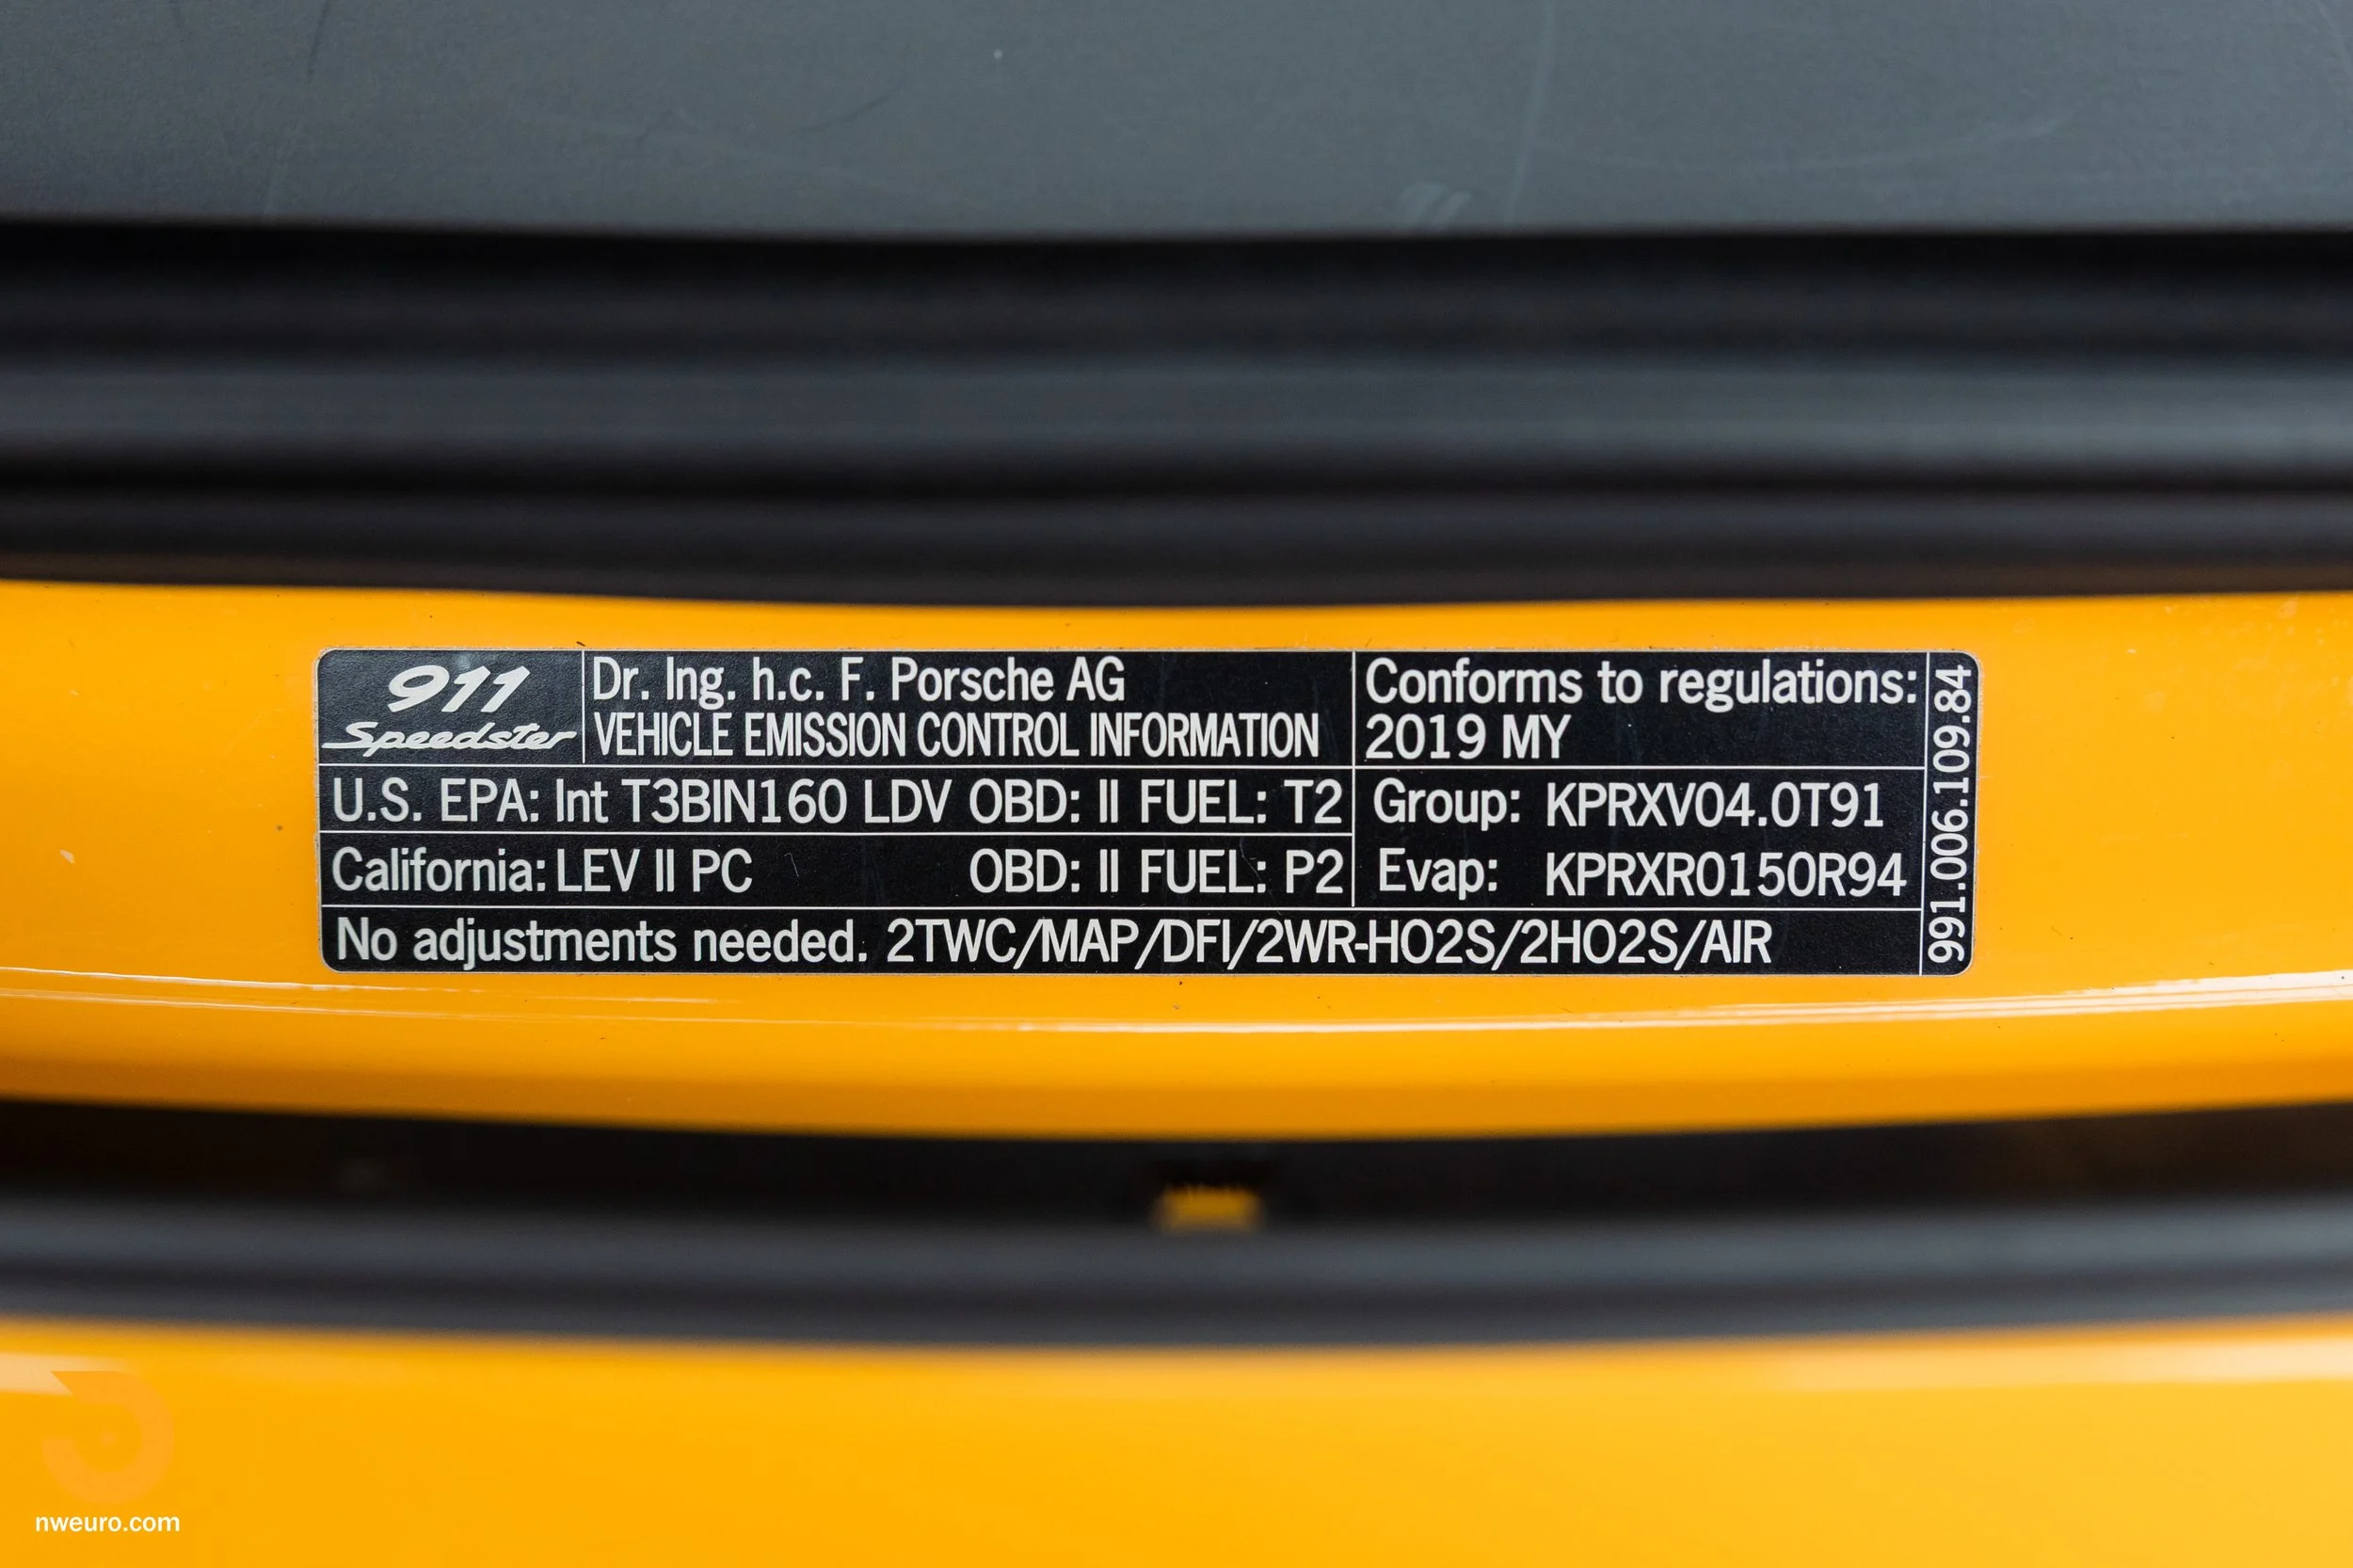 911
Speedster
Dr. Ing. h.c. F. Porsche AG
VEHICLE EMISSION CONTROL INFORMATION
Conforms to regulations:
2019 MY
U.S. EPA: Int T3BIN160 LDV OBD: II FUEL: T2
Group: KPRXV04.0T91
California: LEV II PC OBD: II FUEL: P2
Evap: KPRXR0150R94
No adjustments needed. 2TWC/MAP/DFI/2WR-HO2S/2HO2S/AIR
991.006.109.84
nweuro.com